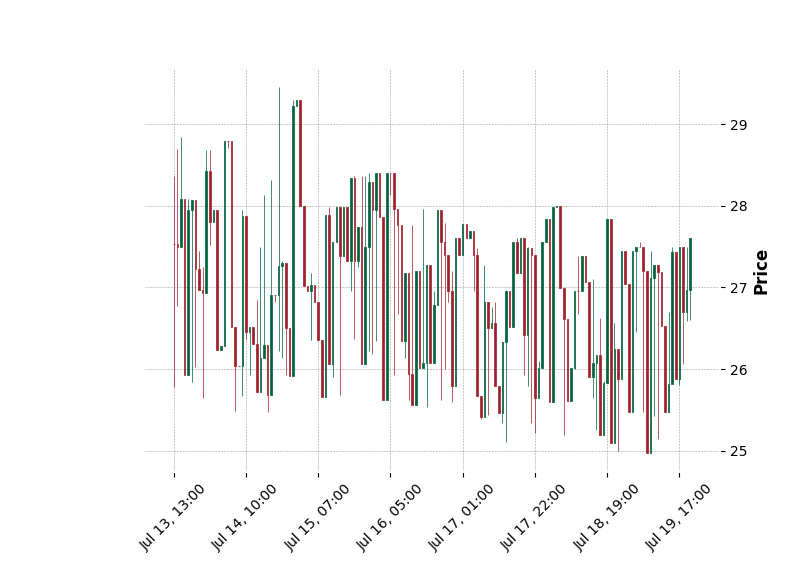 29
28
27
26
25
Price
Jul 13, 13:00
Jul 14, 10:00
Jul 15, 07:00
Jul 16, 05:00
Jul 17, 01:00
Jul 17, 22:00
Jul 18, 19:00
Jul 19, 17:00